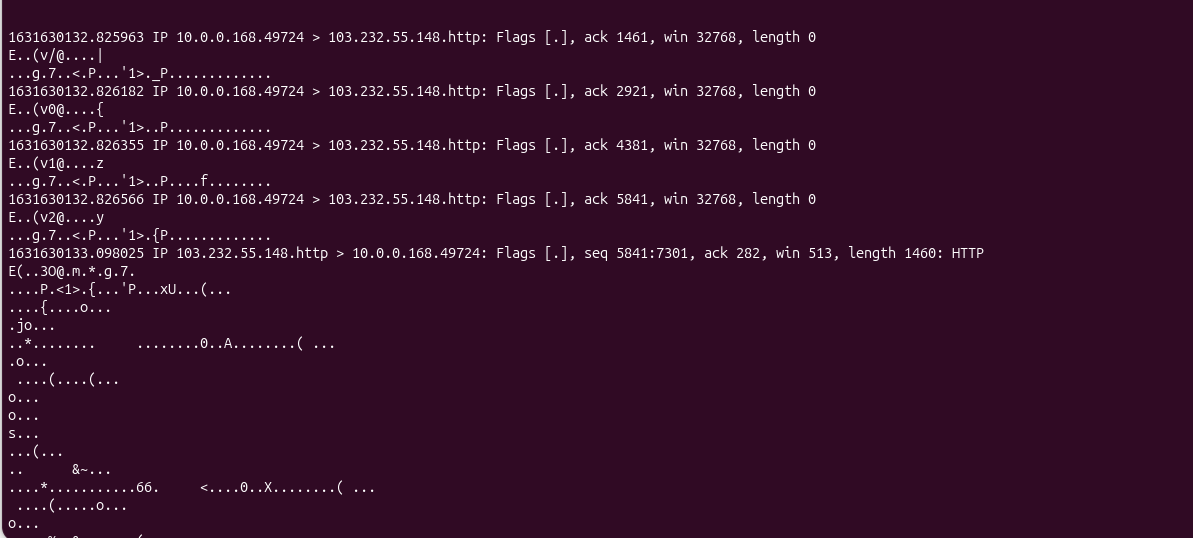 1631630132.825963 IP 10.0.0.168.49724 > 103.232.55.148.http: Flags [.], ack 1461, win 32768, length 0
E..(v/@....|
...g.7..<.P...'1>._P.............
1631630132.826182 IP 10.0.0.168.49724 > 103.232.55.148.http: Flags [.], ack 2921, win 32768, length 0
E..(v0@....{
...g.7..<.P...'1>..P.............
1631630132.826355 IP 10.0.0.168.49724 > 103.232.55.148.http: Flags [.], ack 4381, win 32768, length 0
E..(v1@....z
...g.7..<.P...'1>..P....f........
1631630132.826566 IP 10.0.0.168.49724 > 103.232.55.148.http: Flags [.], ack 5841, win 32768, length 0
E..(v2@....y
...g.7..<.P...'1>.{P.............
1631630133.098025 IP 103.232.55.148.http > 10.0.0.168.49724: Flags [.], seq 5841:7301, ack 282, win 513, length 1460: HTTP
E(..3O@.m.*.g.7.
....P.<1>.{...'P...xU...(...
....{....o...
.jo...
..*........     ........0..A........( ...
.o...
 ....(....(...
o...
o...
s...
...(...
..      &~...
....*...........66.     <....0..X........( ...
 ....(.....o...
o...